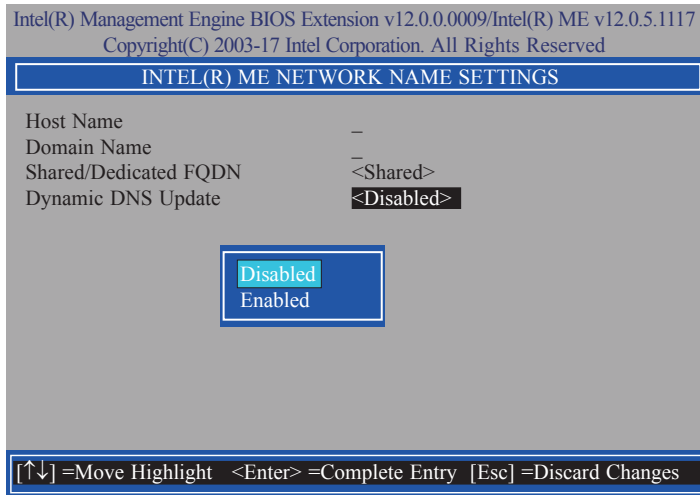 Intel(R) Management Engine BIOS Extension v12.0.0.0009/Intel(R) ME v12.0.5.1117
Copyright(C) 2003-17 Intel Corporation. All Rights Reserved
INTEL(R) ME NETWORK NAME SETTINGS
Host Name _
Domain Name _
Shared/Dedicated FQDN <Shared>
Dynamic DNS Update <Disabled>
Disabled
Enabled
[↑↓] =Move Highlight <Enter> =Complete Entry [Esc] =Discard Changes